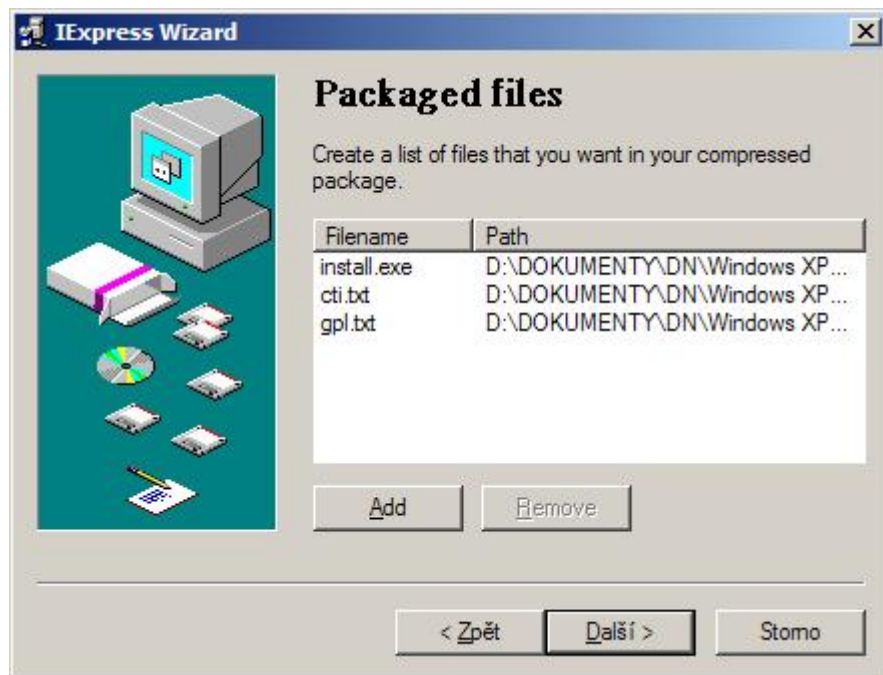 IExpress Wizard
Packaged files
Create a list of files that you want in your compressed
package.
Filename Path
install.exe D:\DOKUMENTY\DN\Windows XP...
cti.txt D:\DOKUMENTY\DN\Windows XP...
gpl.txt D:\DOKUMENTY\DN\Windows XP...
Add Remove
< Zpět Další > Storno